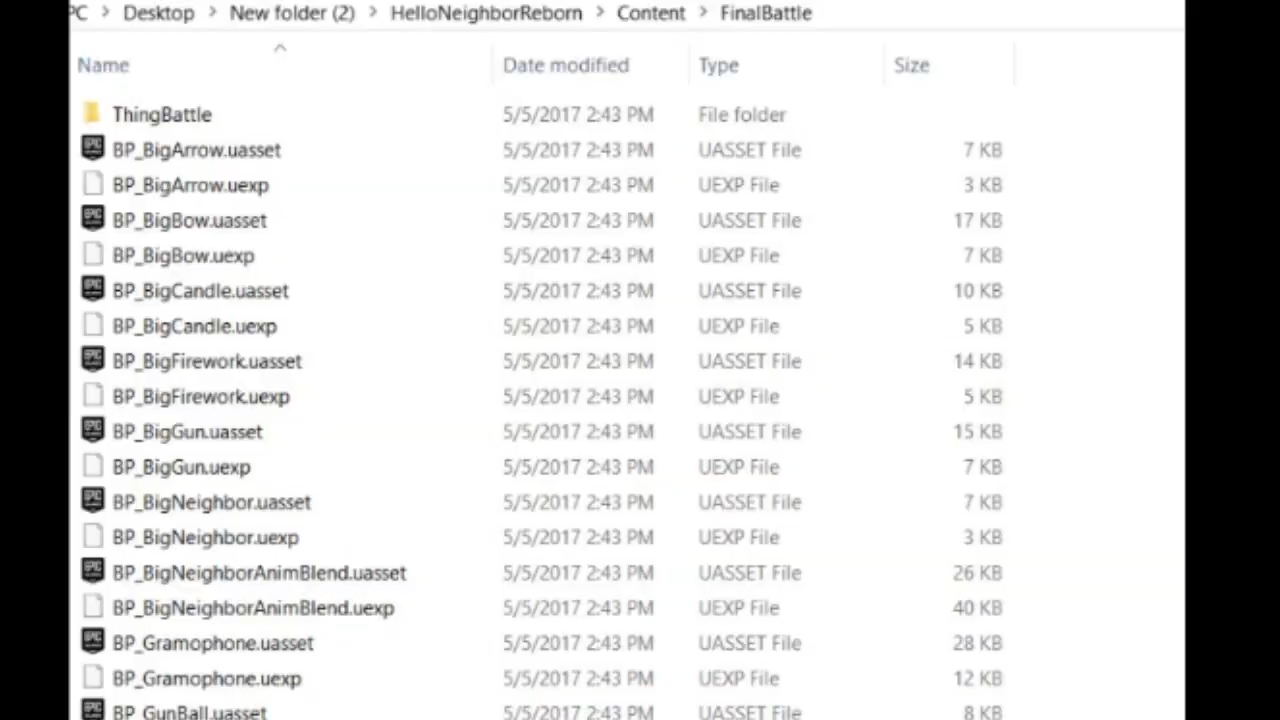 PC > Desktop > New folder (2) > HelloNeighborReborn > Content > FinalBattle >
Name Date modified Type Size
ThingBattle 5/5/2017 2:43 PM File folder
BP_BigArrow.uasset 5/5/2017 2:43 PM UASSET File 7 KB
BP_BigArrow.uexp 5/5/2017 2:43 PM UEXP File 3 KB
BP_BigBow.uasset 5/5/2017 2:43 PM UASSET File 17 KB
BP_BigBow.uexp 5/5/2017 2:43 PM UEXP File 7 KB
BP_BigCandle.uasset 5/5/2017 2:43 PM UASSET File 10 KB
BP_BigCandle.uexp 5/5/2017 2:43 PM UEXP File 5 KB
BP_BigFirework.uasset 5/5/2017 2:43 PM UASSET File 14 KB
BP_BigFirework.uexp 5/5/2017 2:43 PM UEXP File 5 KB
BP_BigGun.uasset 5/5/2017 2:43 PM UASSET File 15 KB
BP_BigGun.uexp 5/5/2017 2:43 PM UEXP File 7 KB
BP_BigNeighbor.uasset 5/5/2017 2:43 PM UASSET File 7 KB
BP_BigNeighbor.uexp 5/5/2017 2:43 PM UEXP File 3 KB
BP_BigNeighborAnimBlend.uasset 5/5/2017 2:43 PM UASSET File 26 KB
BP_BigNeighborAnimBlend.uexp 5/5/2017 2:43 PM UEXP File 40 KB
BP_Gramophone.uasset 5/5/2017 2:43 PM UASSET File 28 KB
BP_Gramophone.uexp 5/5/2017 2:43 PM UEXP File 12 KB
BP_GunBall.uasset 5/5/2017 2:43 PM UASSET File 8 KB